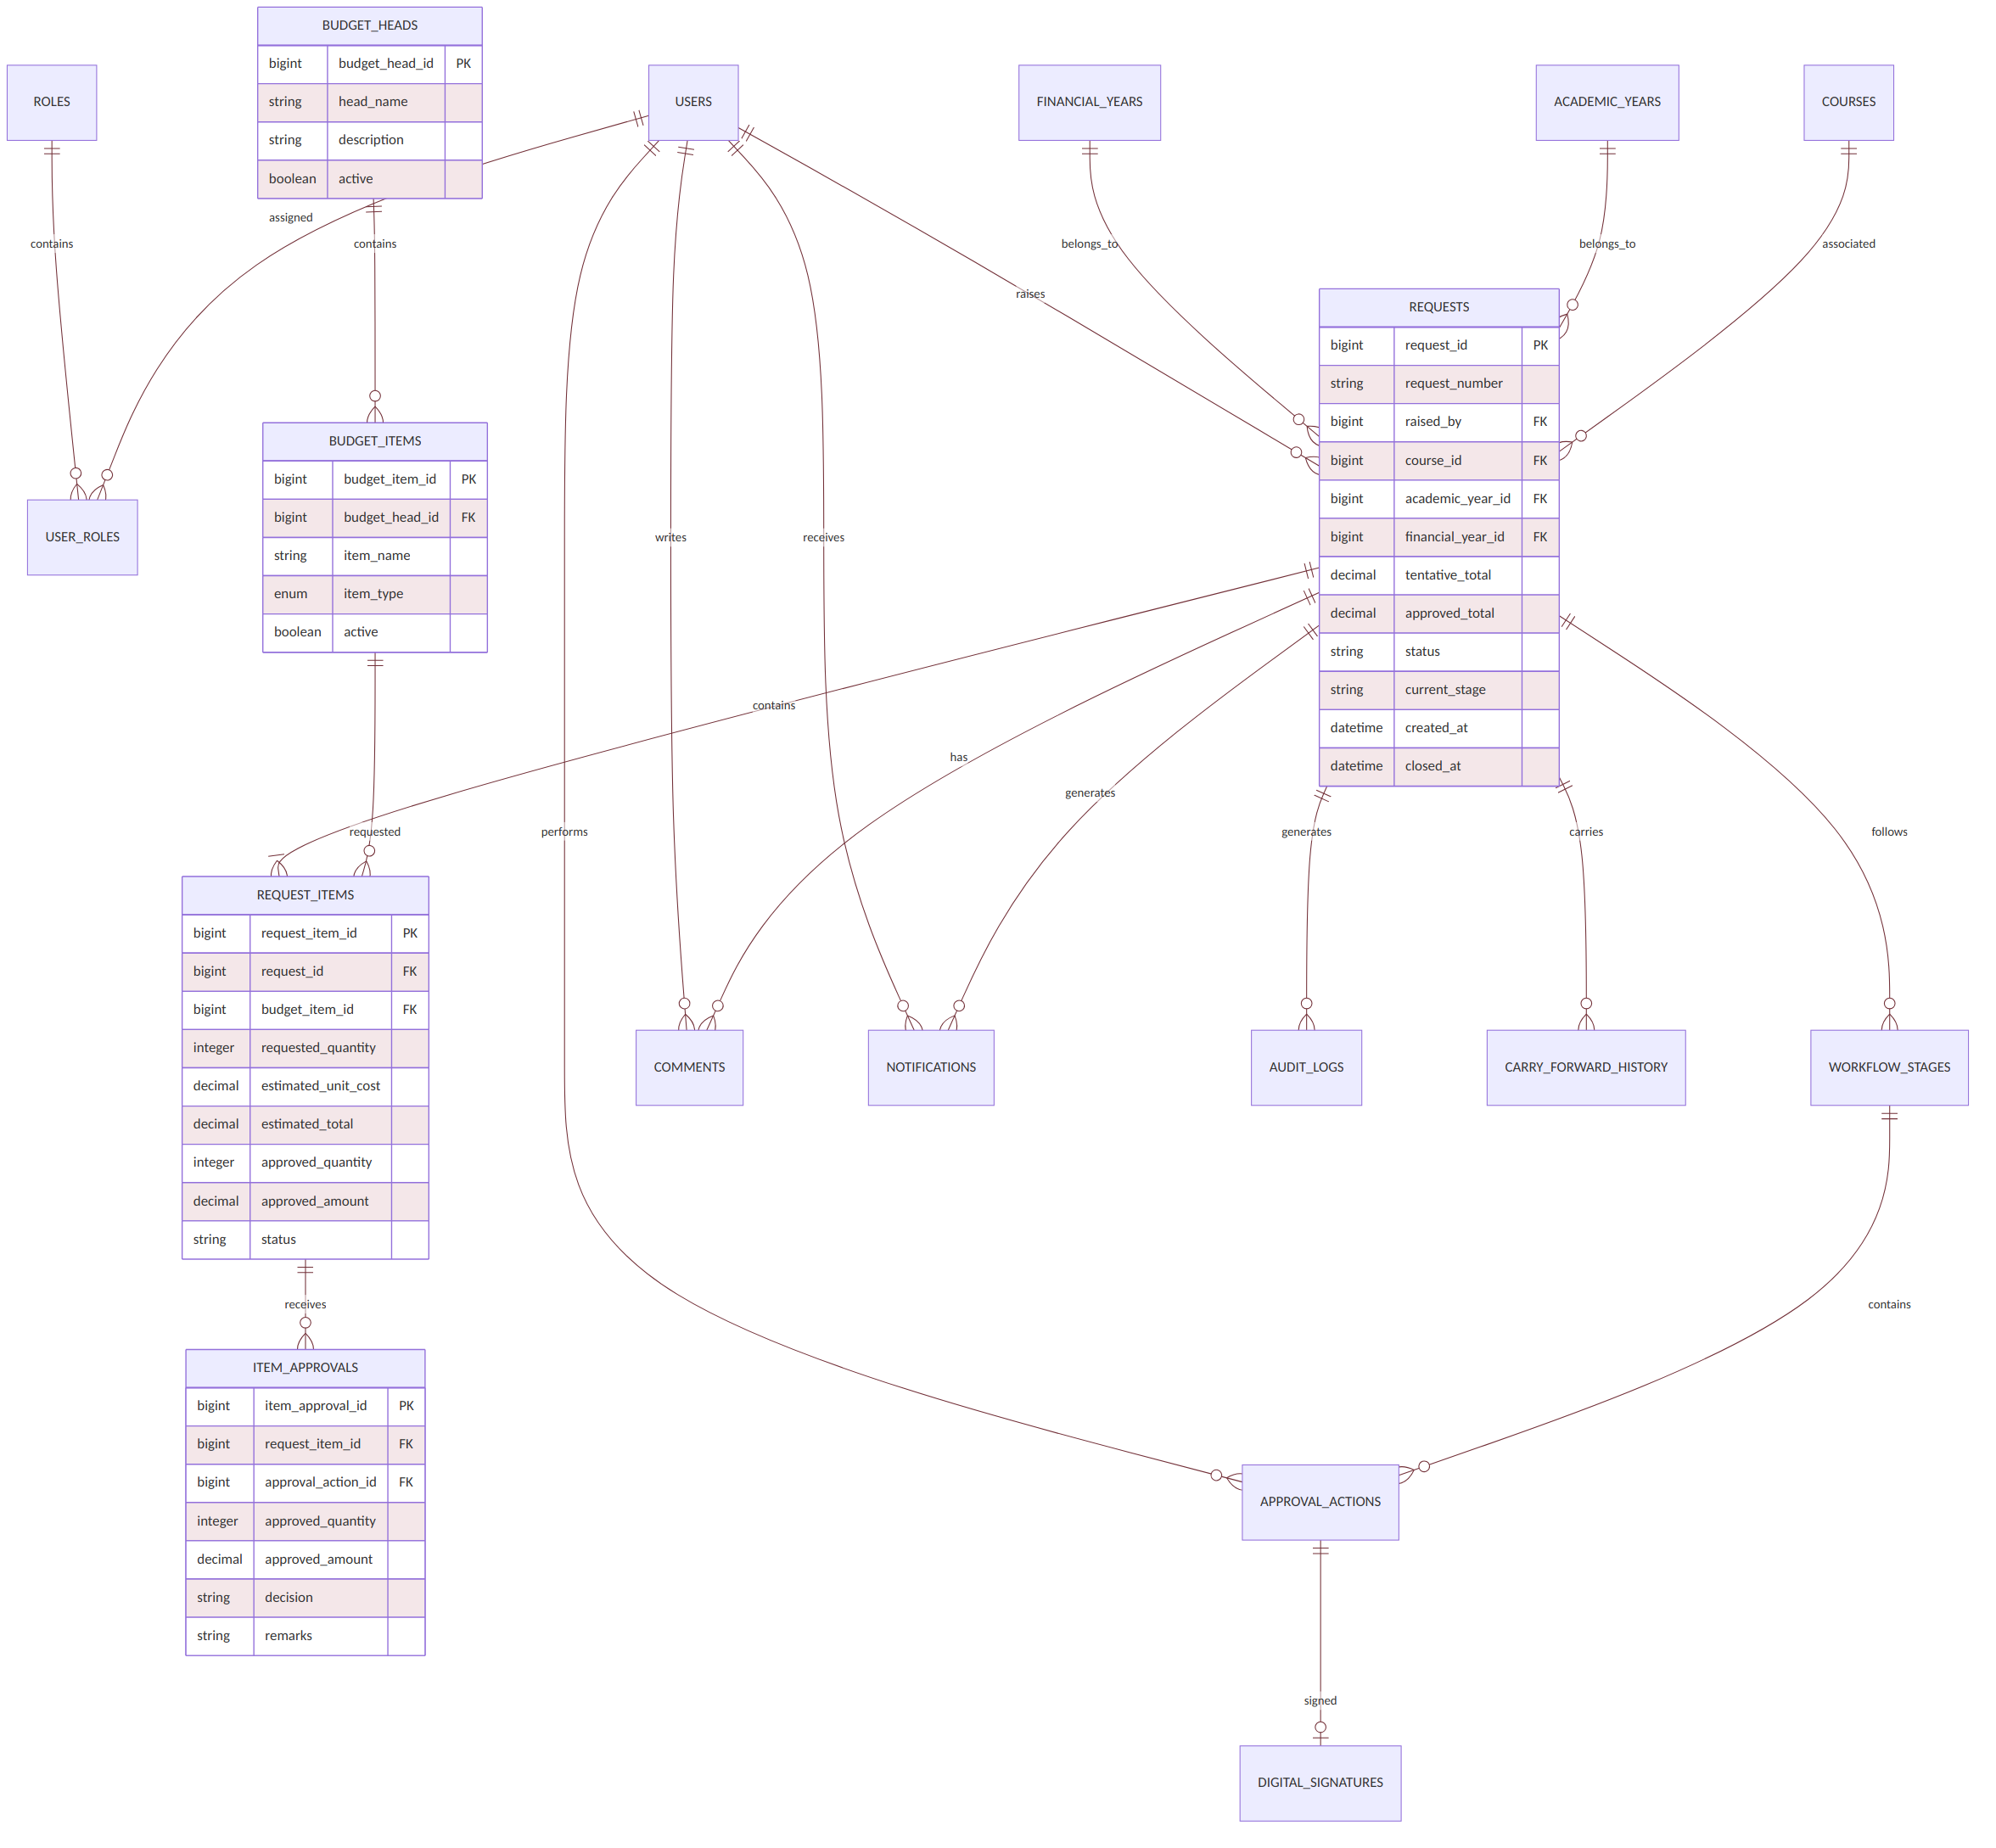 BUDGET_HEADS
bigint budget_head_id PK
string head_name
string description
boolean active
ROLES
USERS
FINANCIAL_YEARS
ACADEMIC_YEARS
COURSES
assigned
contains
contains
belongs_to
belongs_to
associated
raises
REQUESTS
bigint request_id PK
string request_number
bigint raised_by FK
bigint course_id FK
bigint academic_year_id FK
bigint financial_year_id FK
decimal tentative_total
decimal approved_total
string status
string current_stage
datetime created_at
datetime closed_at
BUDGET_ITEMS
bigint budget_item_id PK
bigint budget_head_id FK
string item_name
enum item_type
boolean active
USER_ROLES
writes
receives
contains
has
generates
requested
performs
generates
carries
follows
REQUEST_ITEMS
bigint request_item_id PK
bigint request_id FK
bigint budget_item_id FK
integer requested_quantity
decimal estimated_unit_cost
decimal estimated_total
integer approved_quantity
decimal approved_amount
string status
COMMENTS
NOTIFICATIONS
AUDIT_LOGS
CARRY_FORWARD_HISTORY
WORKFLOW_STAGES
receives
contains
ITEM_APPROVALS
bigint item_approval_id PK
bigint request_item_id FK
bigint approval_action_id FK
integer approved_quantity
decimal approved_amount
string decision
string remarks
APPROVAL_ACTIONS
signed
DIGITAL_SIGNATURES